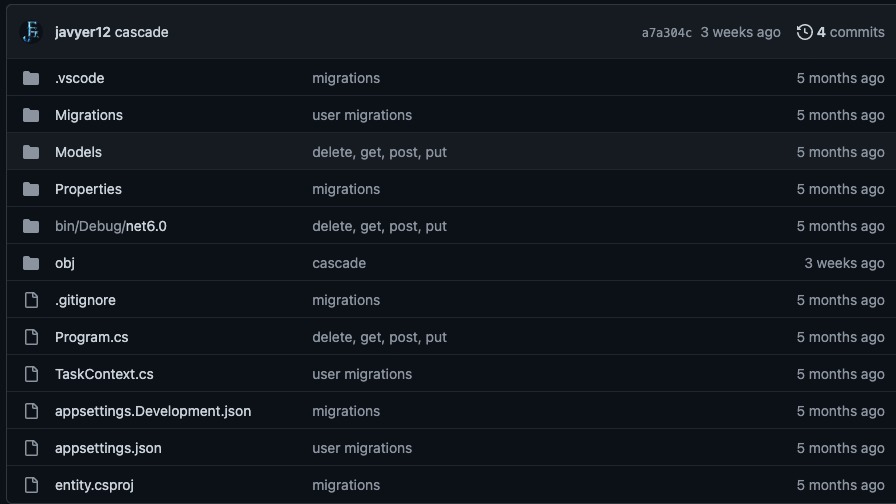 javyer12 cascade a7a304c 3 weeks ago 4 commits
.vscode migrations 5 months ago
Migrations user migrations 5 months ago
Models delete, get, post, put 5 months ago
Properties migrations 5 months ago
bin/Debug/net6.0 delete, get, post, put 5 months ago
obj cascade 3 weeks ago
.gitignore migrations 5 months ago
Program.cs delete, get, post, put 5 months ago
TaskContext.cs user migrations 5 months ago
appsettings.Development.json migrations 5 months ago
appsettings.json user migrations 5 months ago
entity.csproj migrations 5 months ago